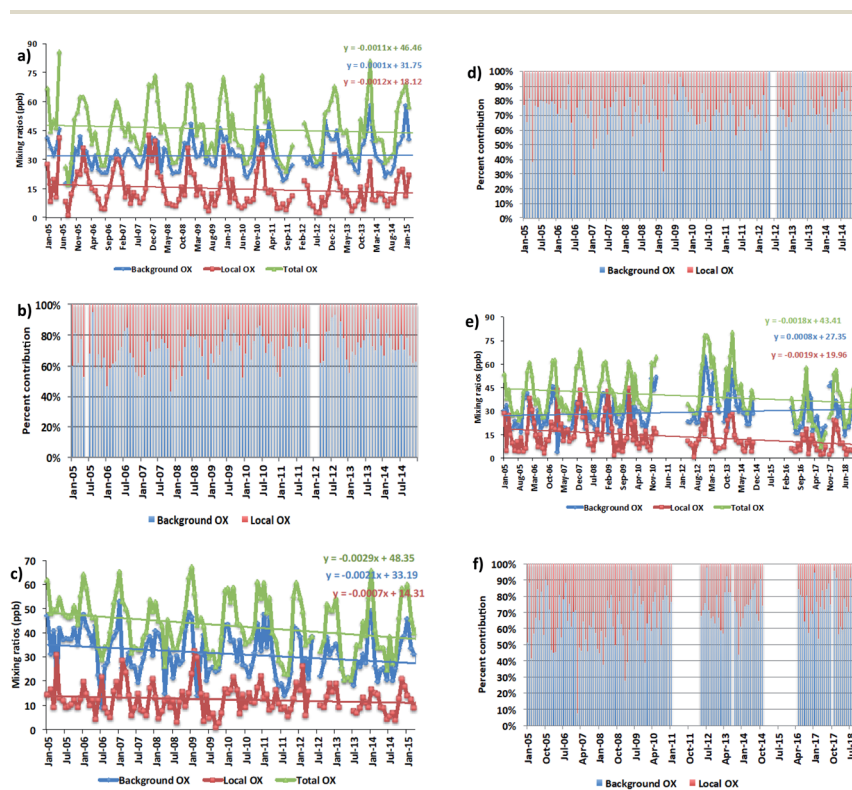 a)
90
75
60
45
30
15
0
Mixing ratios (ppb)
y = -0.0011x + 46.46
y = 0.0001x + 31.75
y = -0.0012x + 18.12
Jan-05 Jun-05 Nov-05 Apr-06 Sep-06 Feb-07 Jul-07 Dec-07 May-08 Oct-08 Mar-09 Aug-09 Jan-10 Jun-10 Nov-10 Apr-11 Sep-11 Feb-12 Jul-12 Dec-12 May-13 Oct-13 Mar-14 Aug-14 Jan-15
Background OX Local OX Total OX
b)
100%
80%
60%
40%
20%
0%
Percent contribution
Jan-05 Jul-05 Jan-06 Jul-06 Jan-07 Jul-07 Jan-08 Jul-08 Jan-09 Jul-09 Jan-10 Jul-10 Jan-11 Jul-11 Jan-12 Jul-12 Jan-13 Jul-13 Jan-14 Jul-14
Background OX Local OX
c)
70
60
50
40
30
20
10
0
Mixing ratios (ppb)
y = -0.0029x + 48.35
y = -0.0021x + 33.19
y = -0.0007x + 14.31
Jan-05 Jul-05 Jan-06 Jul-06 Jan-07 Jul-07 Jan-08 Jul-08 Jan-09 Jul-09 Jan-10 Jul-10 Jan-11 Jul-11 Jan-12 Jul-12 Jan-13 Jul-13 Jan-14 Jul-14 Jan-15
Background OX Local OX Total OX
d)
100%
90%
80%
70%
60%
50%
40%
30%
20%
10%
0%
Percent contribution
Jan-05 Jul-05 Jan-06 Jul-06 Jan-07 Jul-07 Jan-08 Jul-08 Jan-09 Jul-09 Jan-10 Jul-10 Jan-11 Jul-11 Jan-12 Jul-12 Jan-13 Jul-13 Jan-14 Jul-14
Background OX Local OX
e)
90
75
60
45
30
15
0
Mixing ratios (ppb)
y = -0.0018x + 43.41
y = 0.0008x + 27.35
y = -0.0019x + 19.96
Jan-05 Aug-05 Mar-06 Oct-06 May-07 Dec-07 Jul-08 Feb-09 Sep-09 Apr-10 Nov-10 Jun-11 Jan-12 Aug-12 Mar-13 Oct-13 May-14 Dec-14 Jul-15 Feb-16 Sep-16 Apr-17 Nov-17 Jun-18
Background OX Local OX Total OX
f)
100%
90%
80%
70%
60%
50%
40%
30%
20%
10%
0%
Percent contribution
Jan-05 Oct-05 Jul-06 Apr-07 Jan-08 Oct-08 Jul-09 Apr-10 Jan-11 Oct-11 Jul-12 Apr-13 Jan-14 Oct-14 Jul-15 Apr-16 Jan-17 Oct-17 Jul-18
Background OX Local OX